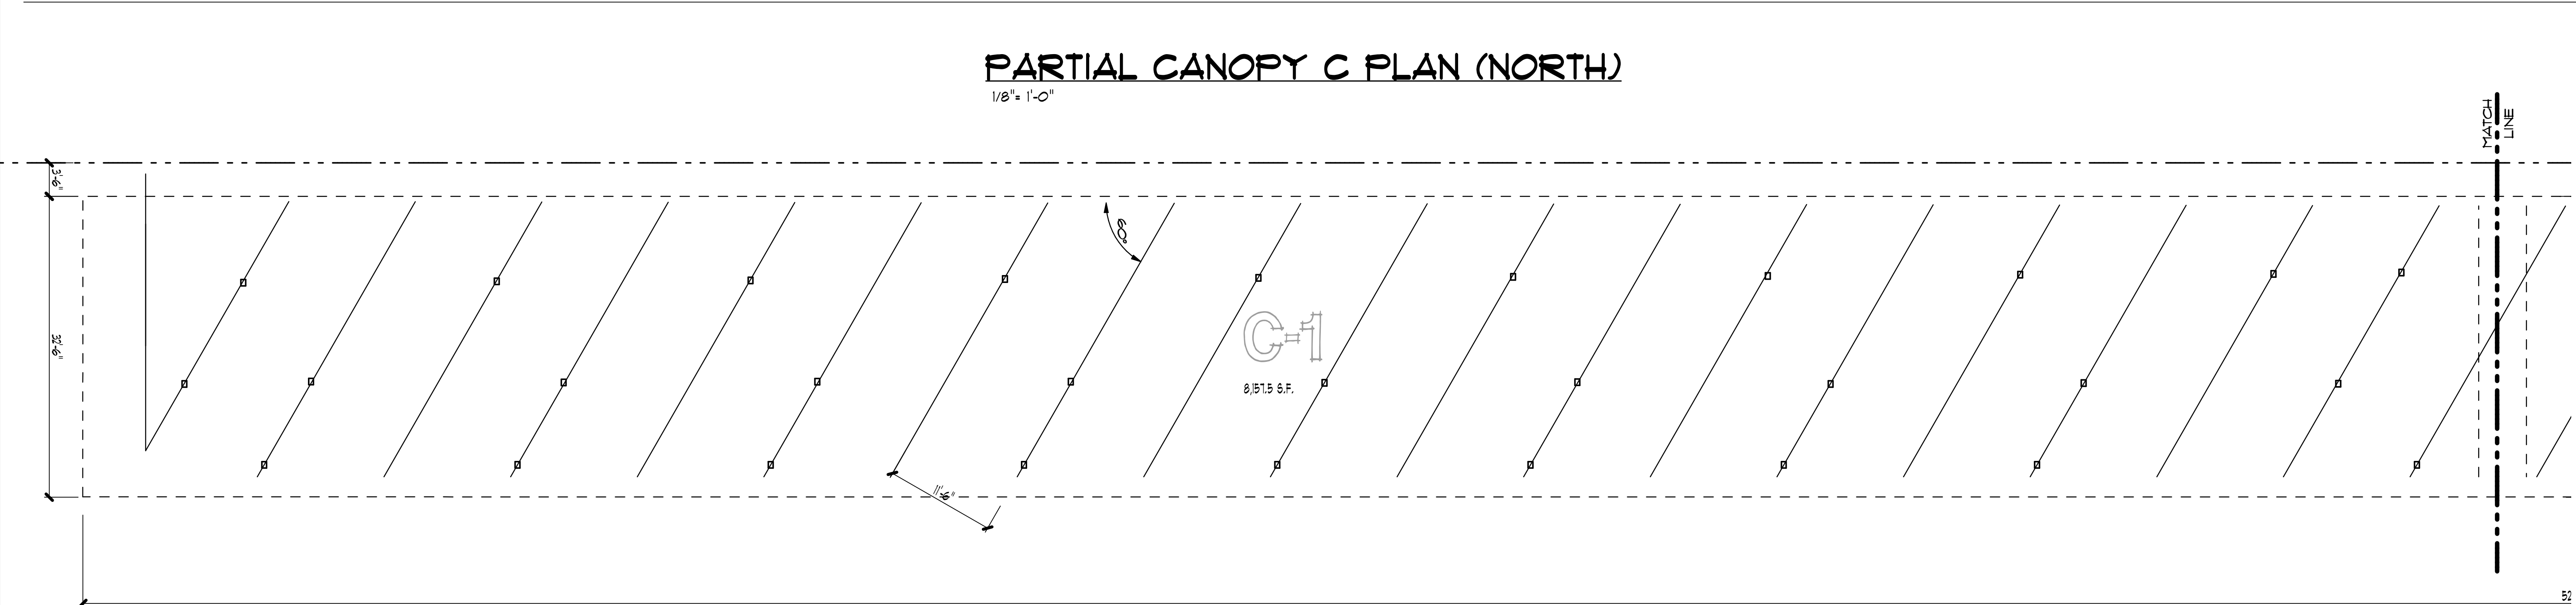 PARTIAL CANOPY C PLAN (NORTH)
1/8"= 1'-0"
MATCH
LINE
3'-6"
60°
32'-6"
C-1
8,157.5 S.F.
11'-6"
52